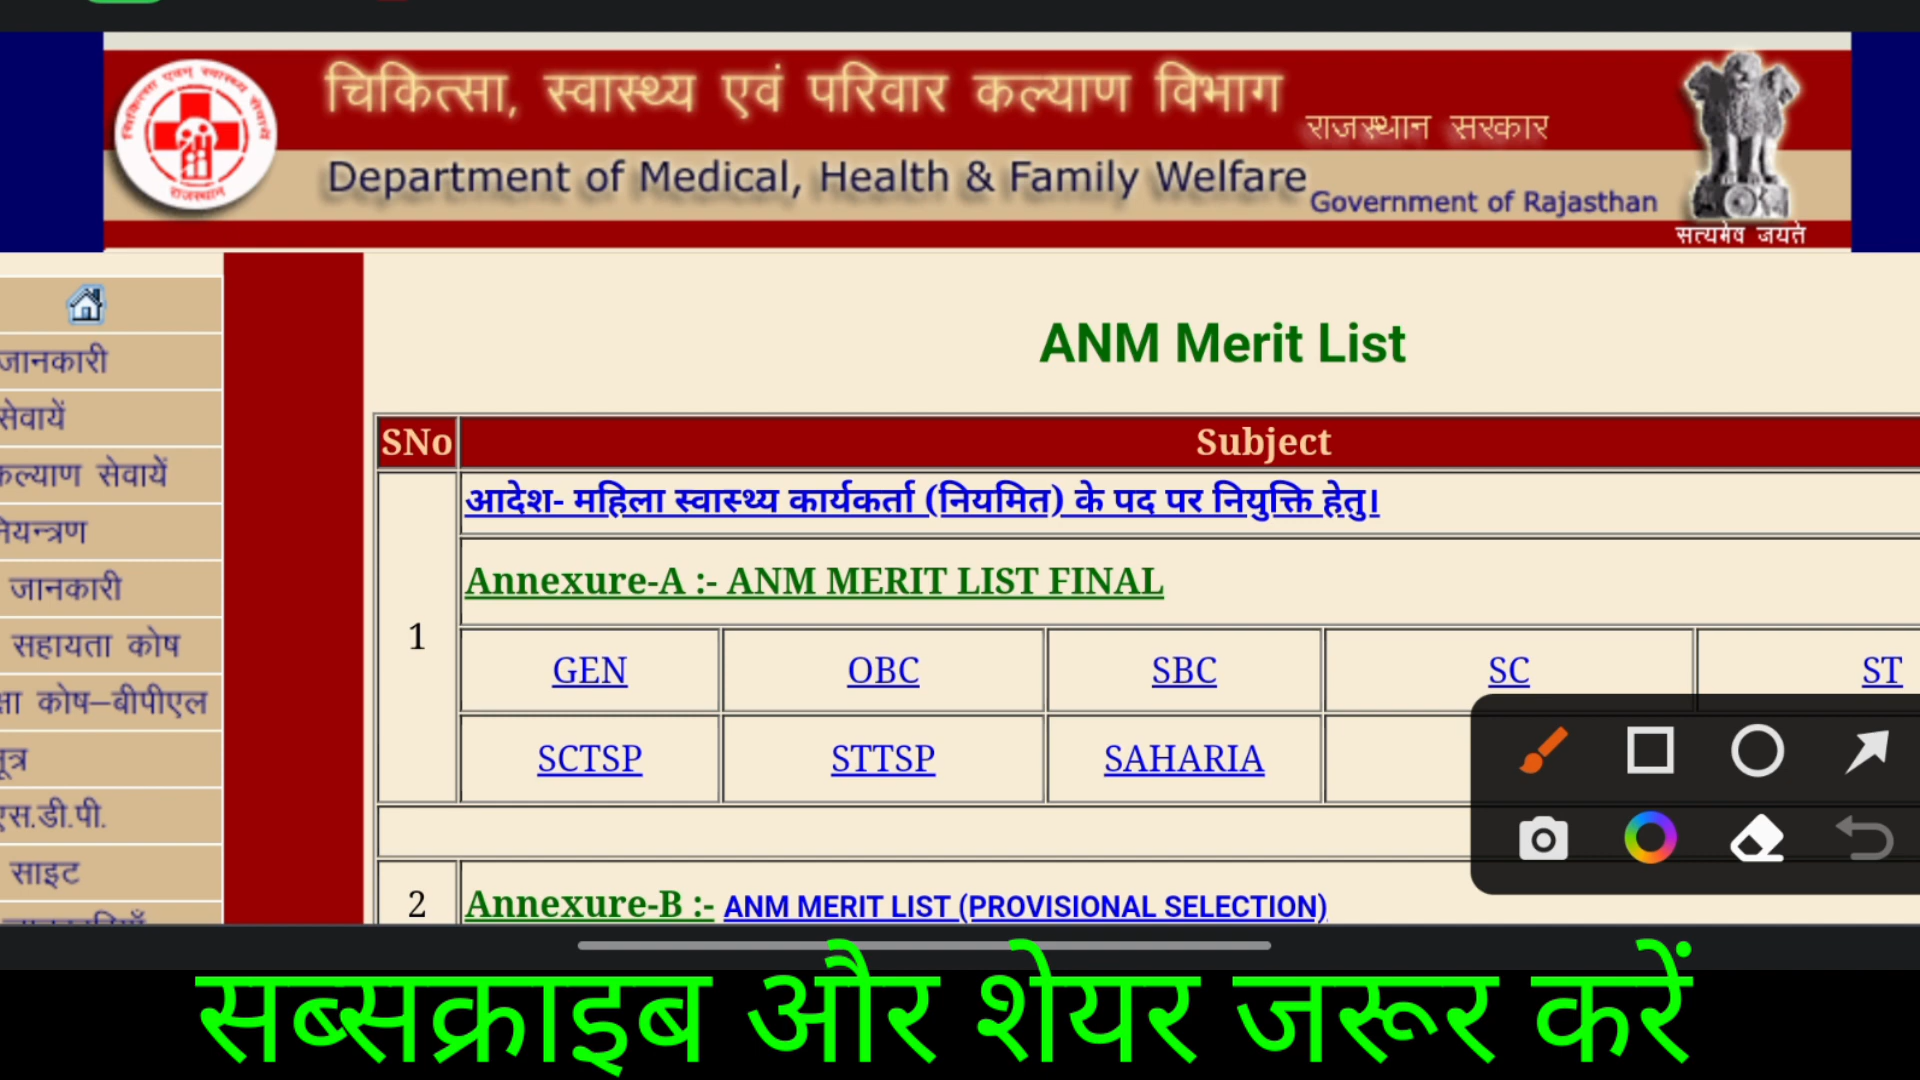 चिकित्सा, स्वास्थ्य एवं परिवार कल्याण विभाग
राजस्थान सरकार
Department of Medical, Health & Family Welfare
Government of Rajasthan
सत्यमेव जयते
राजस्थान
जानकारी
सेवायें
कल्याण सेवायें
नियन्त्रण
जानकारी
सहायता कोष
कोष–बीपीएल
एस.डी.पी.
साइट
ANM Merit List
SNo Subject
1
आदेश- महिला स्वास्थ्य कार्यकर्ता (नियमित) के पद पर नियुक्ति हेतु।
Annexure-A :- ANM MERIT LIST FINAL
GEN OBC SBC SC ST
SCTSP STTSP SAHARIA
2 Annexure-B :- ANM MERIT LIST (PROVISIONAL SELECTION)
सब्सक्राइब और शेयर जरूर करें